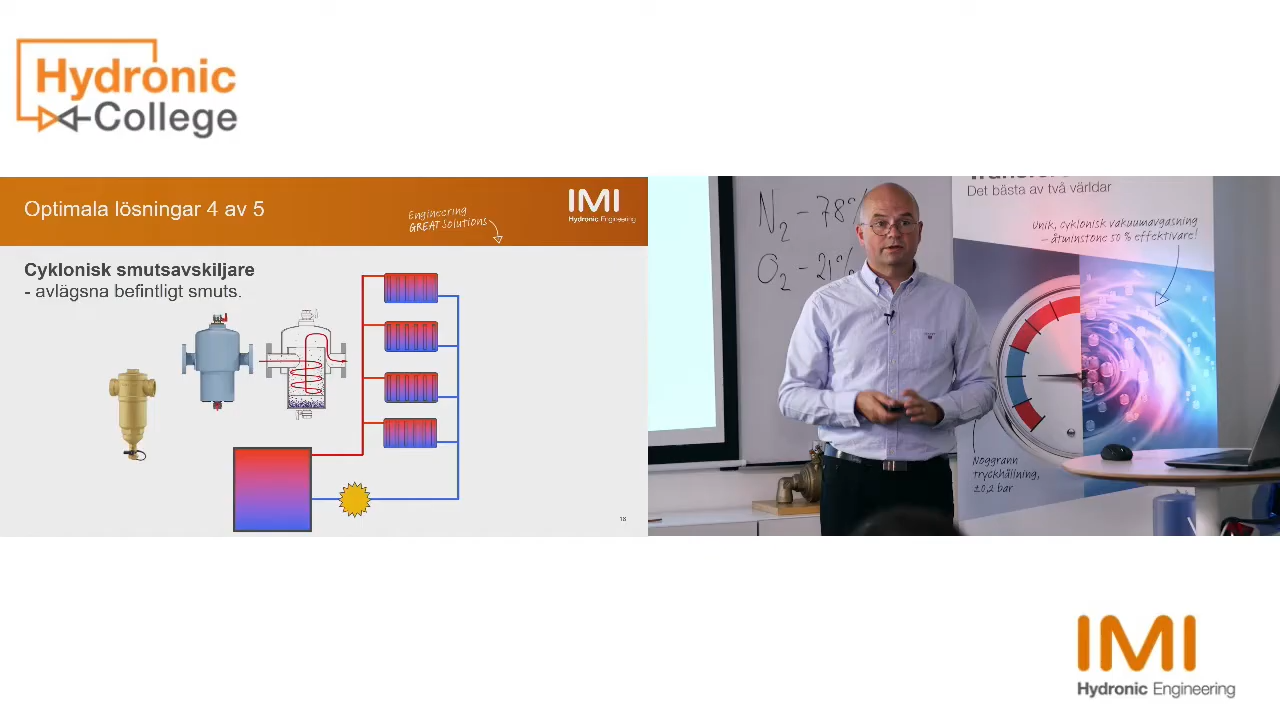 Hydronic
College
Optimala lösningar 4 av 5
Engineering
GREAT Solutions
IMI
Hydronic Engineering
Cyklonisk smutsavskiljare
- avlägsna befintligt smuts.
18
N2 - 78%
O2 - 21%
Det bästa av två världar
Unik, cyklonisk vakuumavgasning
– åtminstone 50 % effektivare!
Noggrann
tryckhållning,
±0,2 bar
IMI
Hydronic Engineering